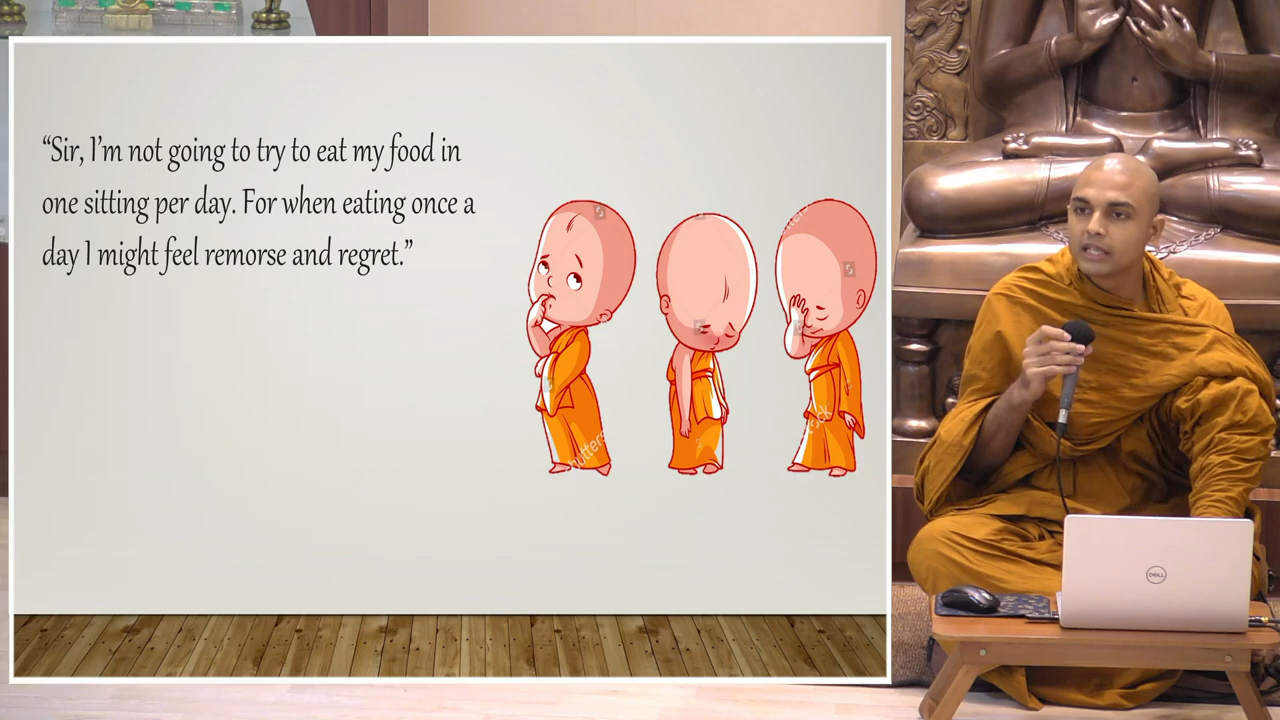 “Sir, I’m not going to try to eat my food in
one sitting per day. For when eating once a
day I might feel remorse and regret.”
DELL